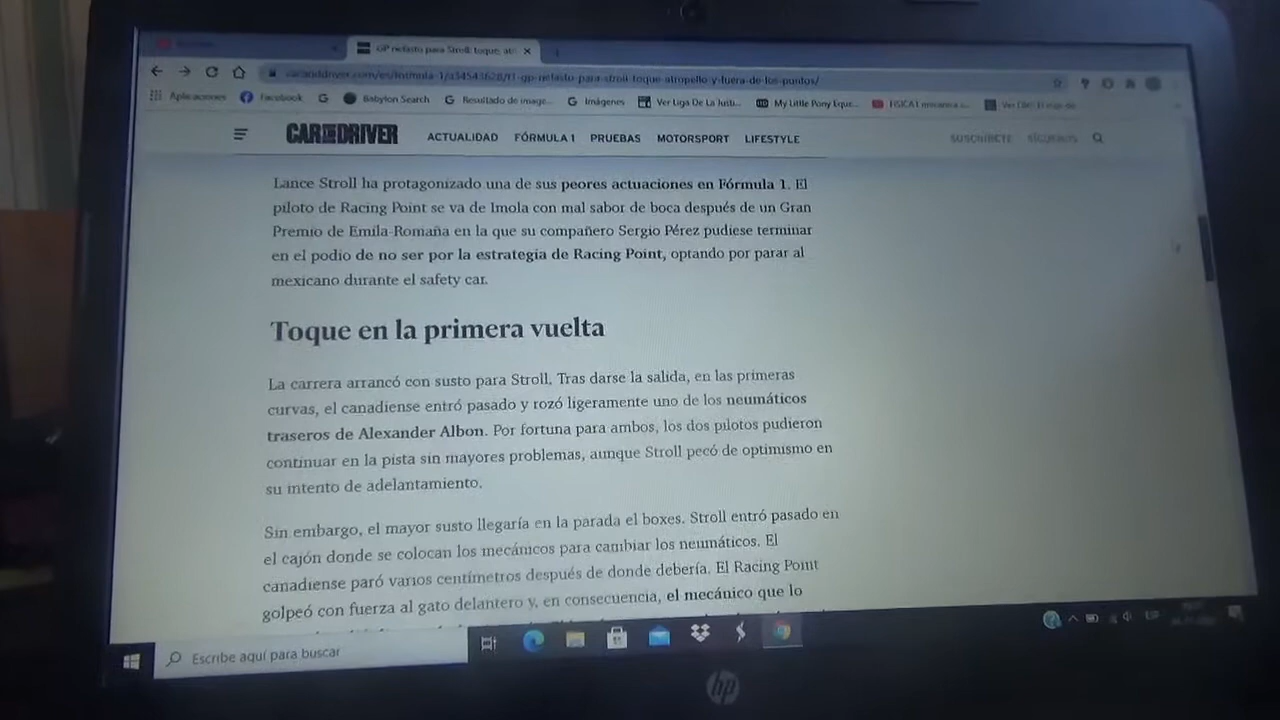 GP nefasto para Stroll: toque, at
caranddriver.com/es/formula-1/a34543628/f1-gp-nefasto-para-stroll-toque-atropello-y-fuera-de-los-puntos/
Aplicaciones Facebook Babylon Search Resultado de image... Imágenes Ver Liga De La Justi... My Little Pony Eque... FISICA I
CAR AND DRIVER ACTUALIDAD FÓRMULA 1 PRUEBAS MOTORSPORT LIFESTYLE SUSCRÍBETE SÍGUENOS
Lance Stroll ha protagonizado una de sus peores actuaciones en Fórmula 1. El
piloto de Racing Point se va de Imola con mal sabor de boca después de un Gran
Premio de Emila-Romaña en la que su compañero Sergio Pérez pudiese terminar
en el podio de no ser por la estrategia de Racing Point, optando por parar al
mexicano durante el safety car.
Toque en la primera vuelta
La carrera arrancó con susto para Stroll. Tras darse la salida, en las primeras
curvas, el canadiense entró pasado y rozó ligeramente uno de los neumáticos
traseros de Alexander Albon. Por fortuna para ambos, los dos pilotos pudieron
continuar en la pista sin mayores problemas, aunque Stroll pecó de optimismo en
su intento de adelantamiento.
Sin embargo, el mayor susto llegaría en la parada el boxes. Stroll entró pasado en
el cajón donde se colocan los mecánicos para cambiar los neumáticos. El
canadiense paró varios centímetros después de donde debería. El Racing Point
golpeó con fuerza al gato delantero y, en consecuencia, el mecánico que lo
Escribe aquí para buscar
hp